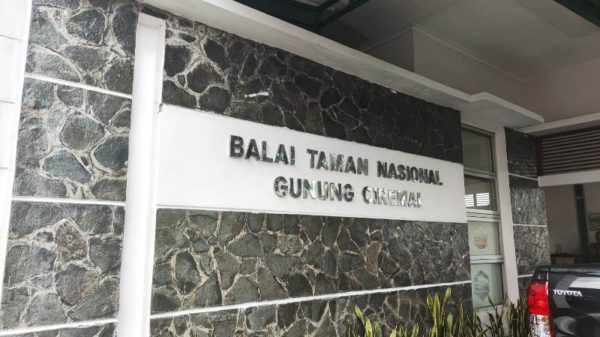 BALAI TAMAN NASIONAL
GUNUNG CIREMAI
TOYOTA